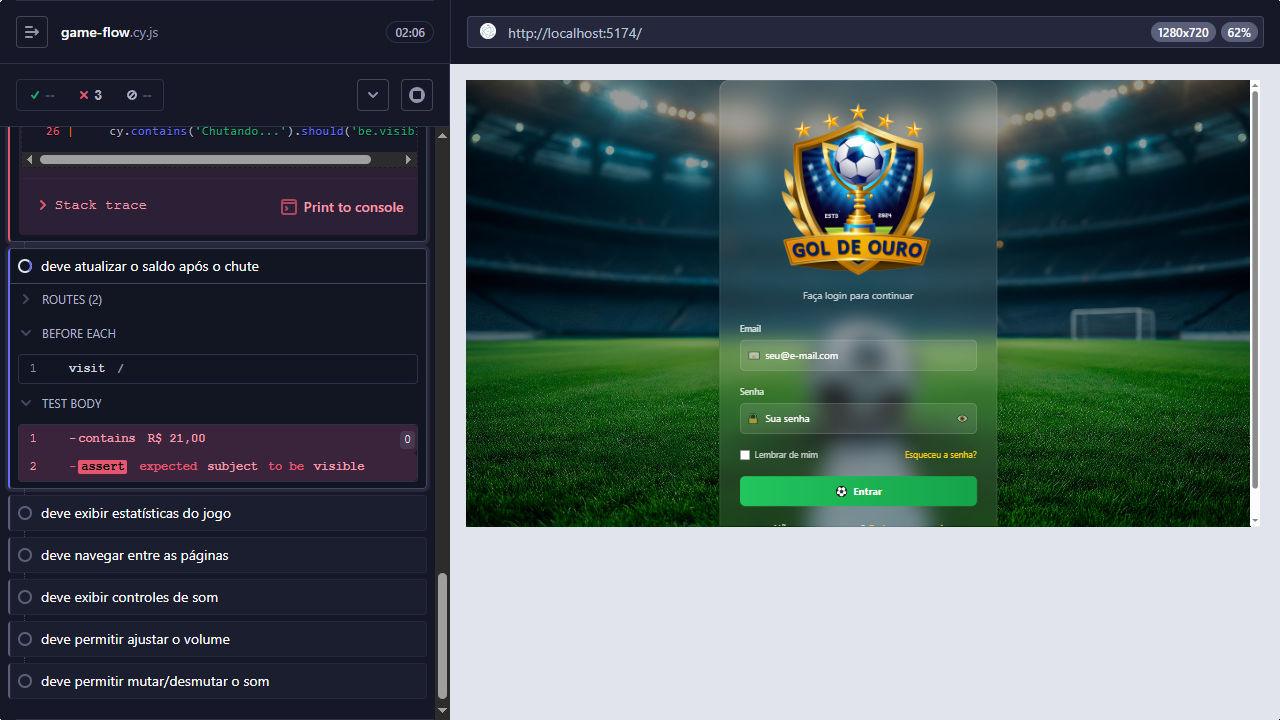 game-flow.cy.js
02:06
http://localhost:5174/
1280x720
62%
--
3
--
26 | cy.contains('Chutando...').should('be.visib
Stack trace
Print to console
deve atualizar o saldo após o chute
ROUTES (2)
BEFORE EACH
1 visit /
TEST BODY
1 -contains R$ 21,00 0
2 -assert expected subject to be visible
deve exibir estatísticas do jogo
deve navegar entre as páginas
deve exibir controles de som
deve permitir ajustar o volume
deve permitir mutar/desmutar o som
ESTD 2024
GOL DE OURO
Faça login para continuar
Email
seu@e-mail.com
Senha
Sua senha
Lembrar de mim
Esqueceu a senha?
Entrar